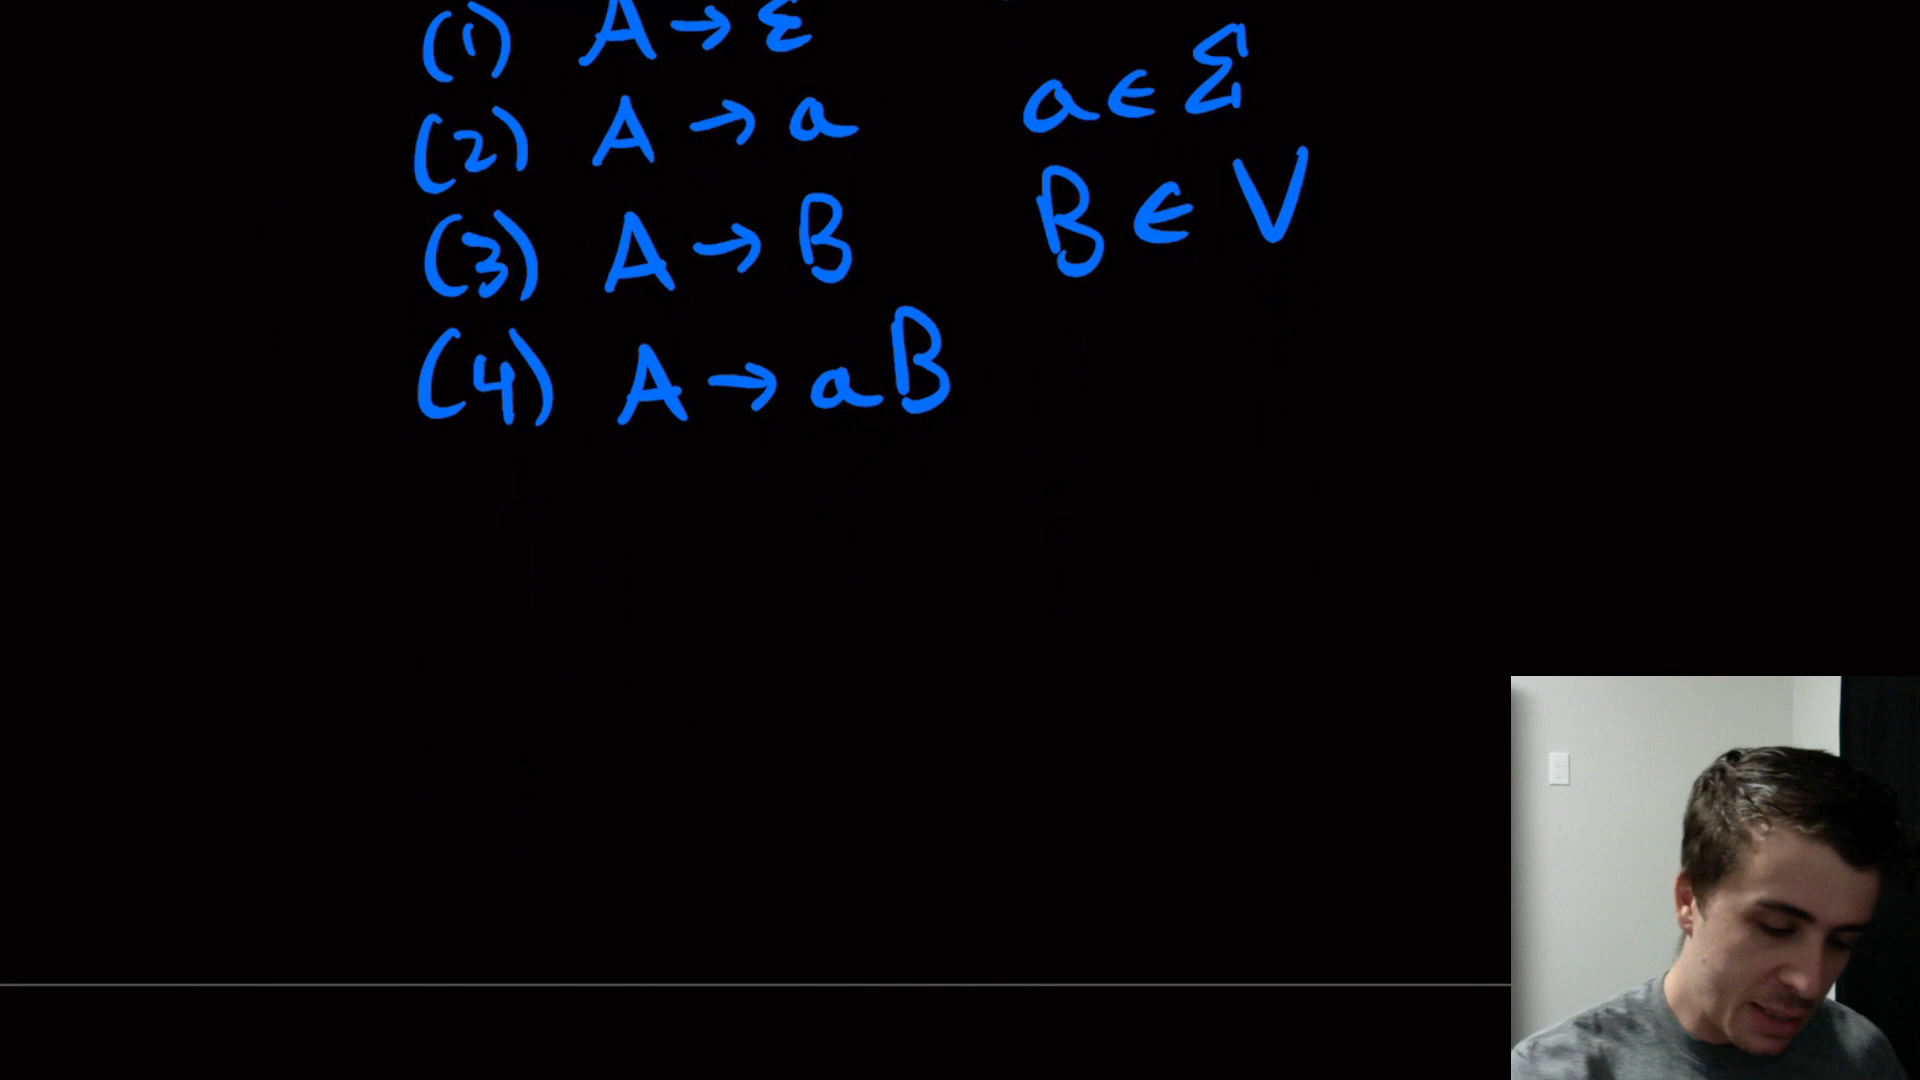 (1) A → ε
(2) A → a
a ∈ Σ
(3) A → B
B ∈ V
(4) A → aB